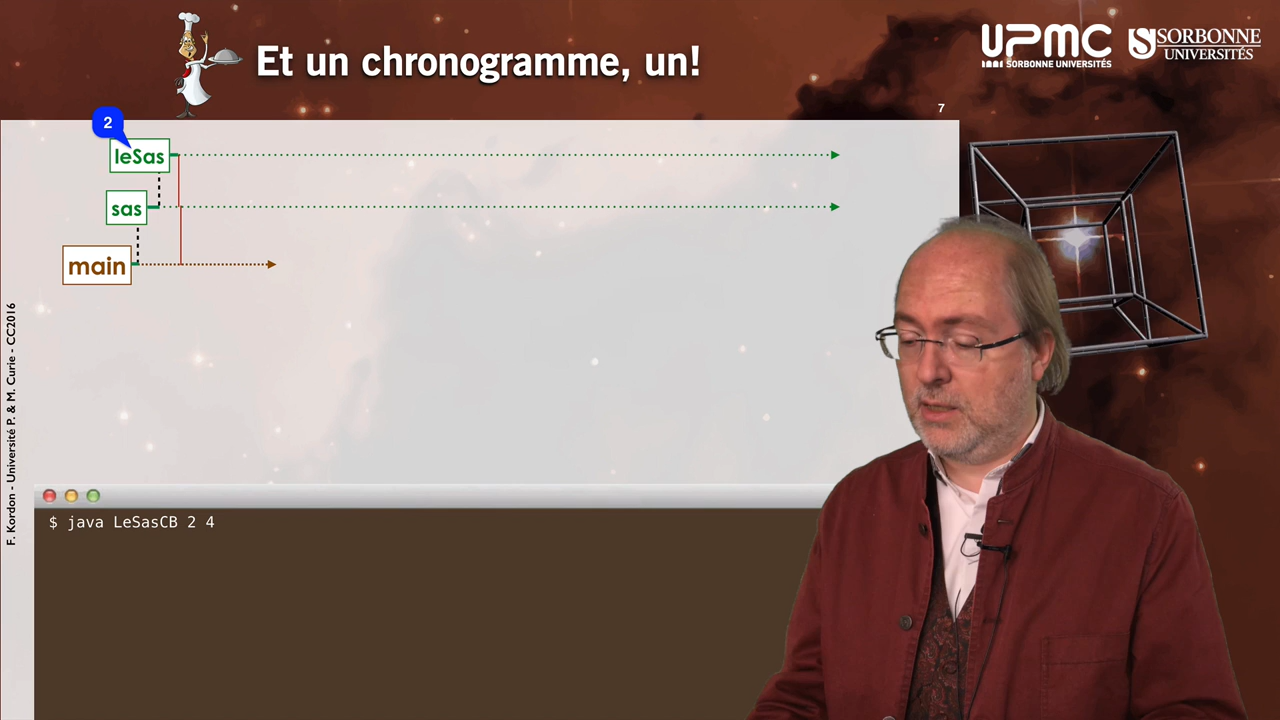 Et un chronogramme, un!
UPMC
SORBONNE UNIVERSITÉS
SORBONNE
UNIVERSITÉS
7
2
leSas
sas
main
F. Kordon - Université P. & M. Curie - CC2016
$ java LeSasCB 2 4